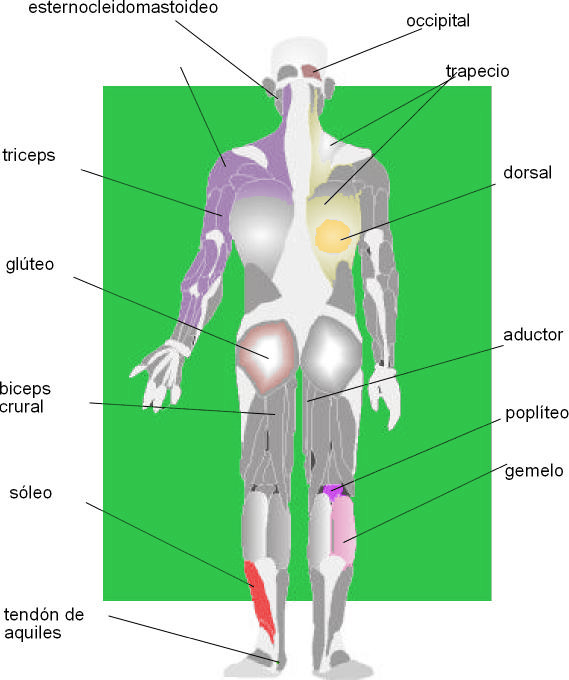 esternocleidomastoideo
occipital
trapecio
triceps
dorsal
glúteo
aductor
biceps
crural
poplíteo
gemelo
sóleo
tendón de
aquiles